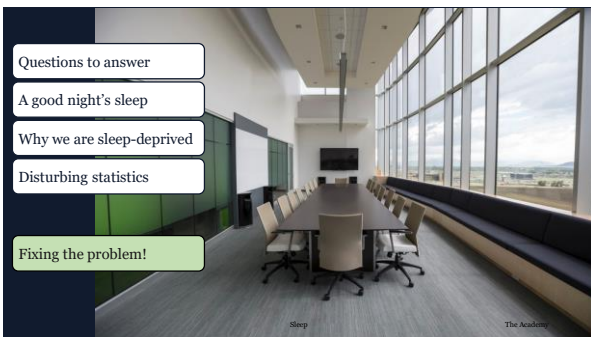 Questions to answer
A good night's sleep
Why we are sleep-deprived
Disturbing statistics
Fixing the problem!
Sleep
The Academy